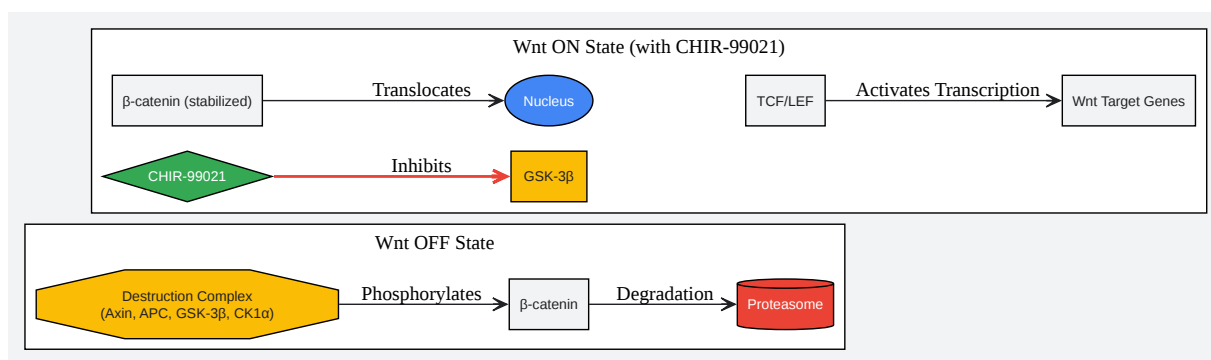 Wnt ON State (with CHIR-99021)
β-catenin (stabilized)
Translocates
Nucleus
TCF/LEF
Activates Transcription
Wnt Target Genes
CHIR-99021
Inhibits
GSK-3β
Wnt OFF State
Destruction Complex
(Axin, APC, GSK-3β, CK1α)
Phosphorylates
β-catenin
Degradation
Proteasome